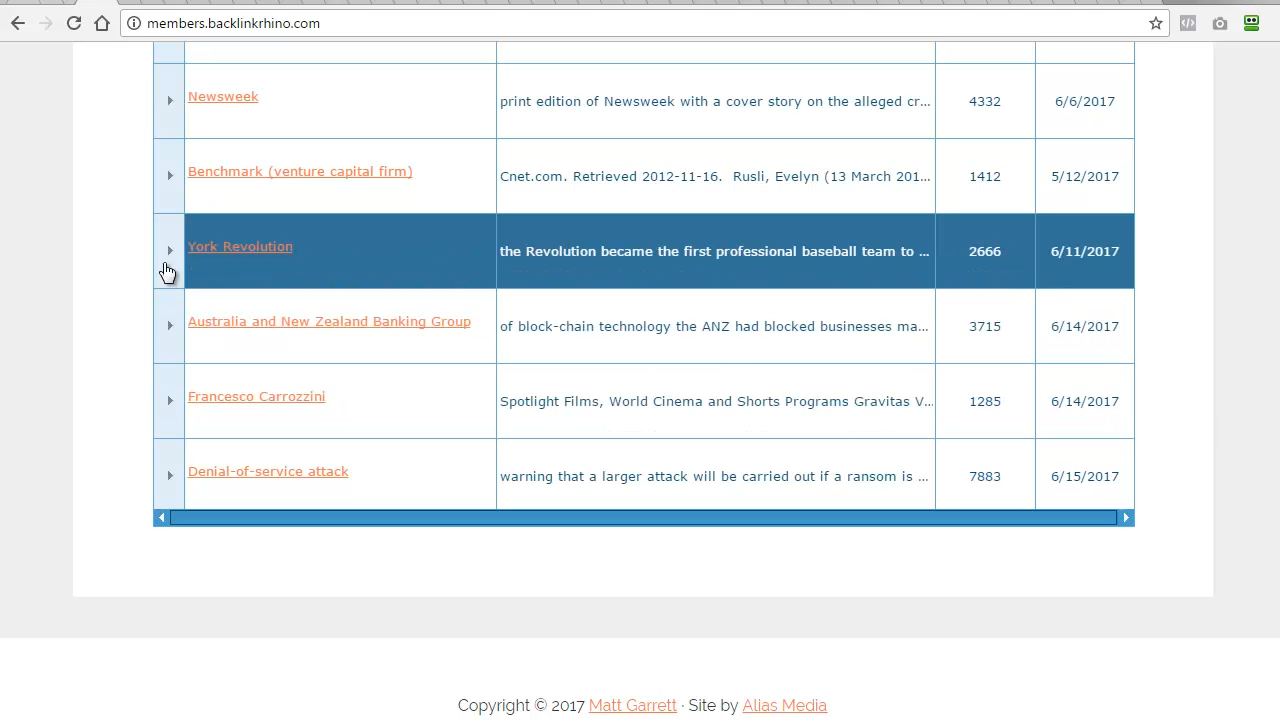 members.backlinkrhino.com
Newsweek print edition of Newsweek with a cover story on the alleged cr... 4332 6/6/2017
Benchmark (venture capital firm) Cnet.com. Retrieved 2012-11-16. Rusli, Evelyn (13 March 201... 1412 5/12/2017
York Revolution the Revolution became the first professional baseball team to ... 2666 6/11/2017
Australia and New Zealand Banking Group of block-chain technology the ANZ had blocked businesses ma... 3715 6/14/2017
Francesco Carrozzini Spotlight Films, World Cinema and Shorts Programs Gravitas V... 1285 6/14/2017
Denial-of-service attack warning that a larger attack will be carried out if a ransom is ... 7883 6/15/2017
Copyright © 2017 Matt Garrett · Site by Alias Media